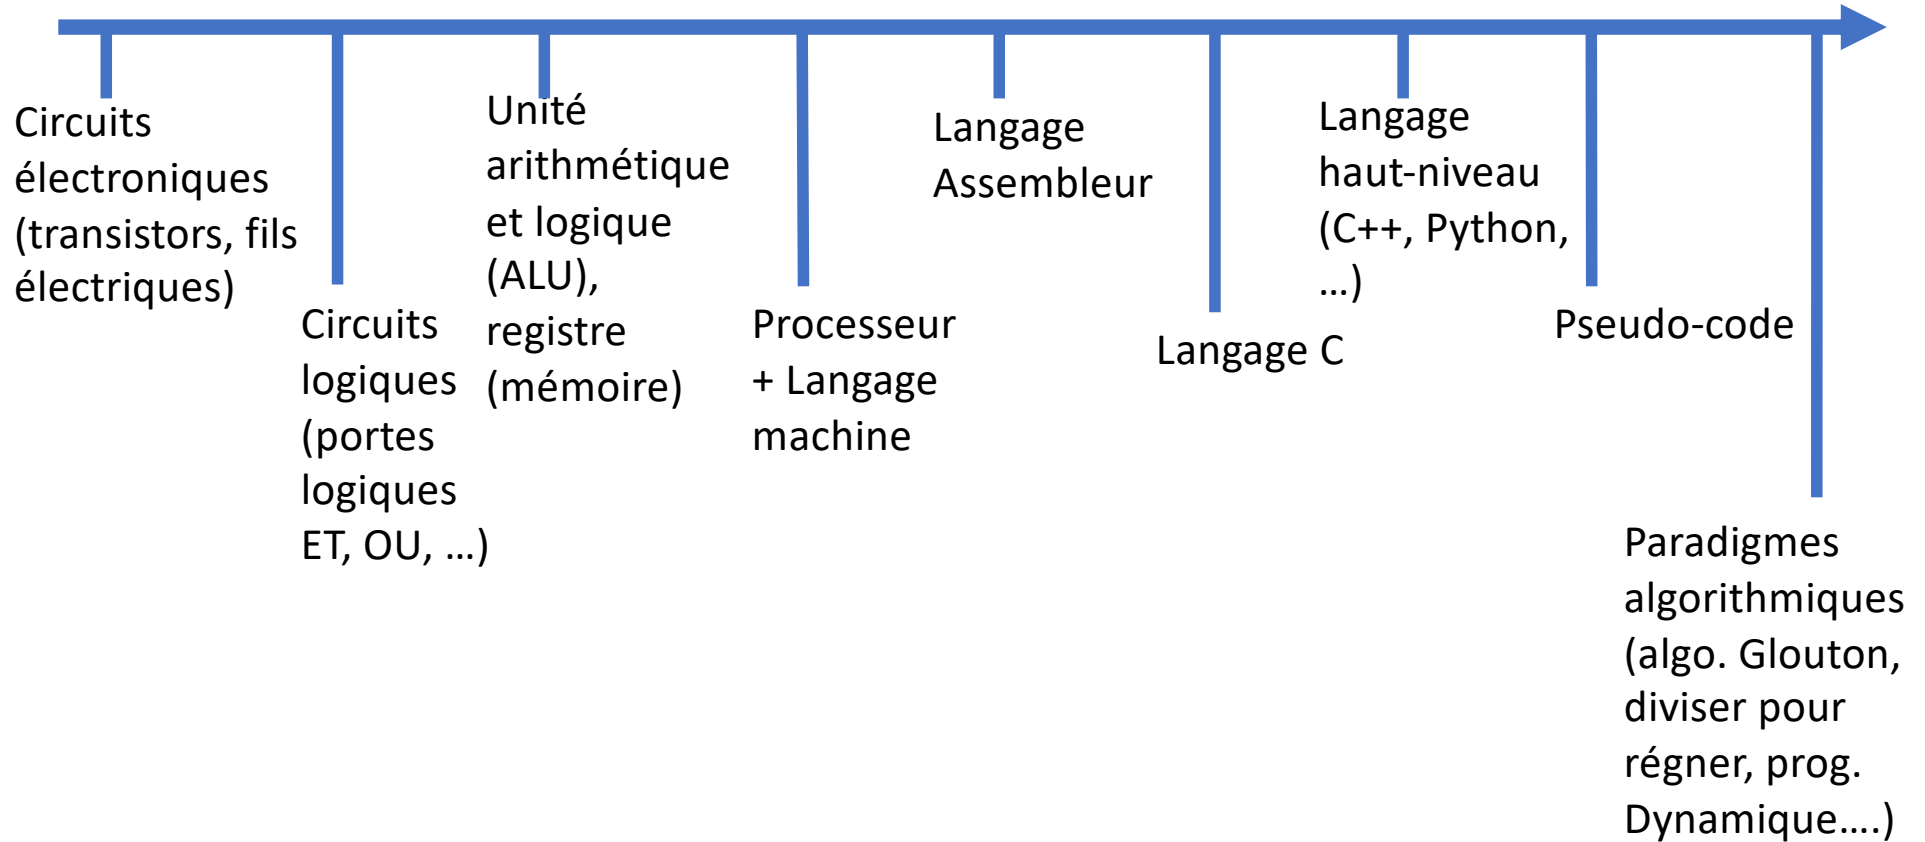 Circuits
électroniques
(transistors, fils
électriques)
Circuits
logiques
(portes
logiques
ET, OU, …)
Unité
arithmétique
et logique
(ALU),
registre
(mémoire)
Processeur
+ Langage
machine
Langage
Assembleur
Langage C
Langage
haut-niveau
(C++, Python,
…)
Pseudo-code
Paradigmes
algorithmiques
(algo. Glouton,
diviser pour
régner, prog.
Dynamique….)